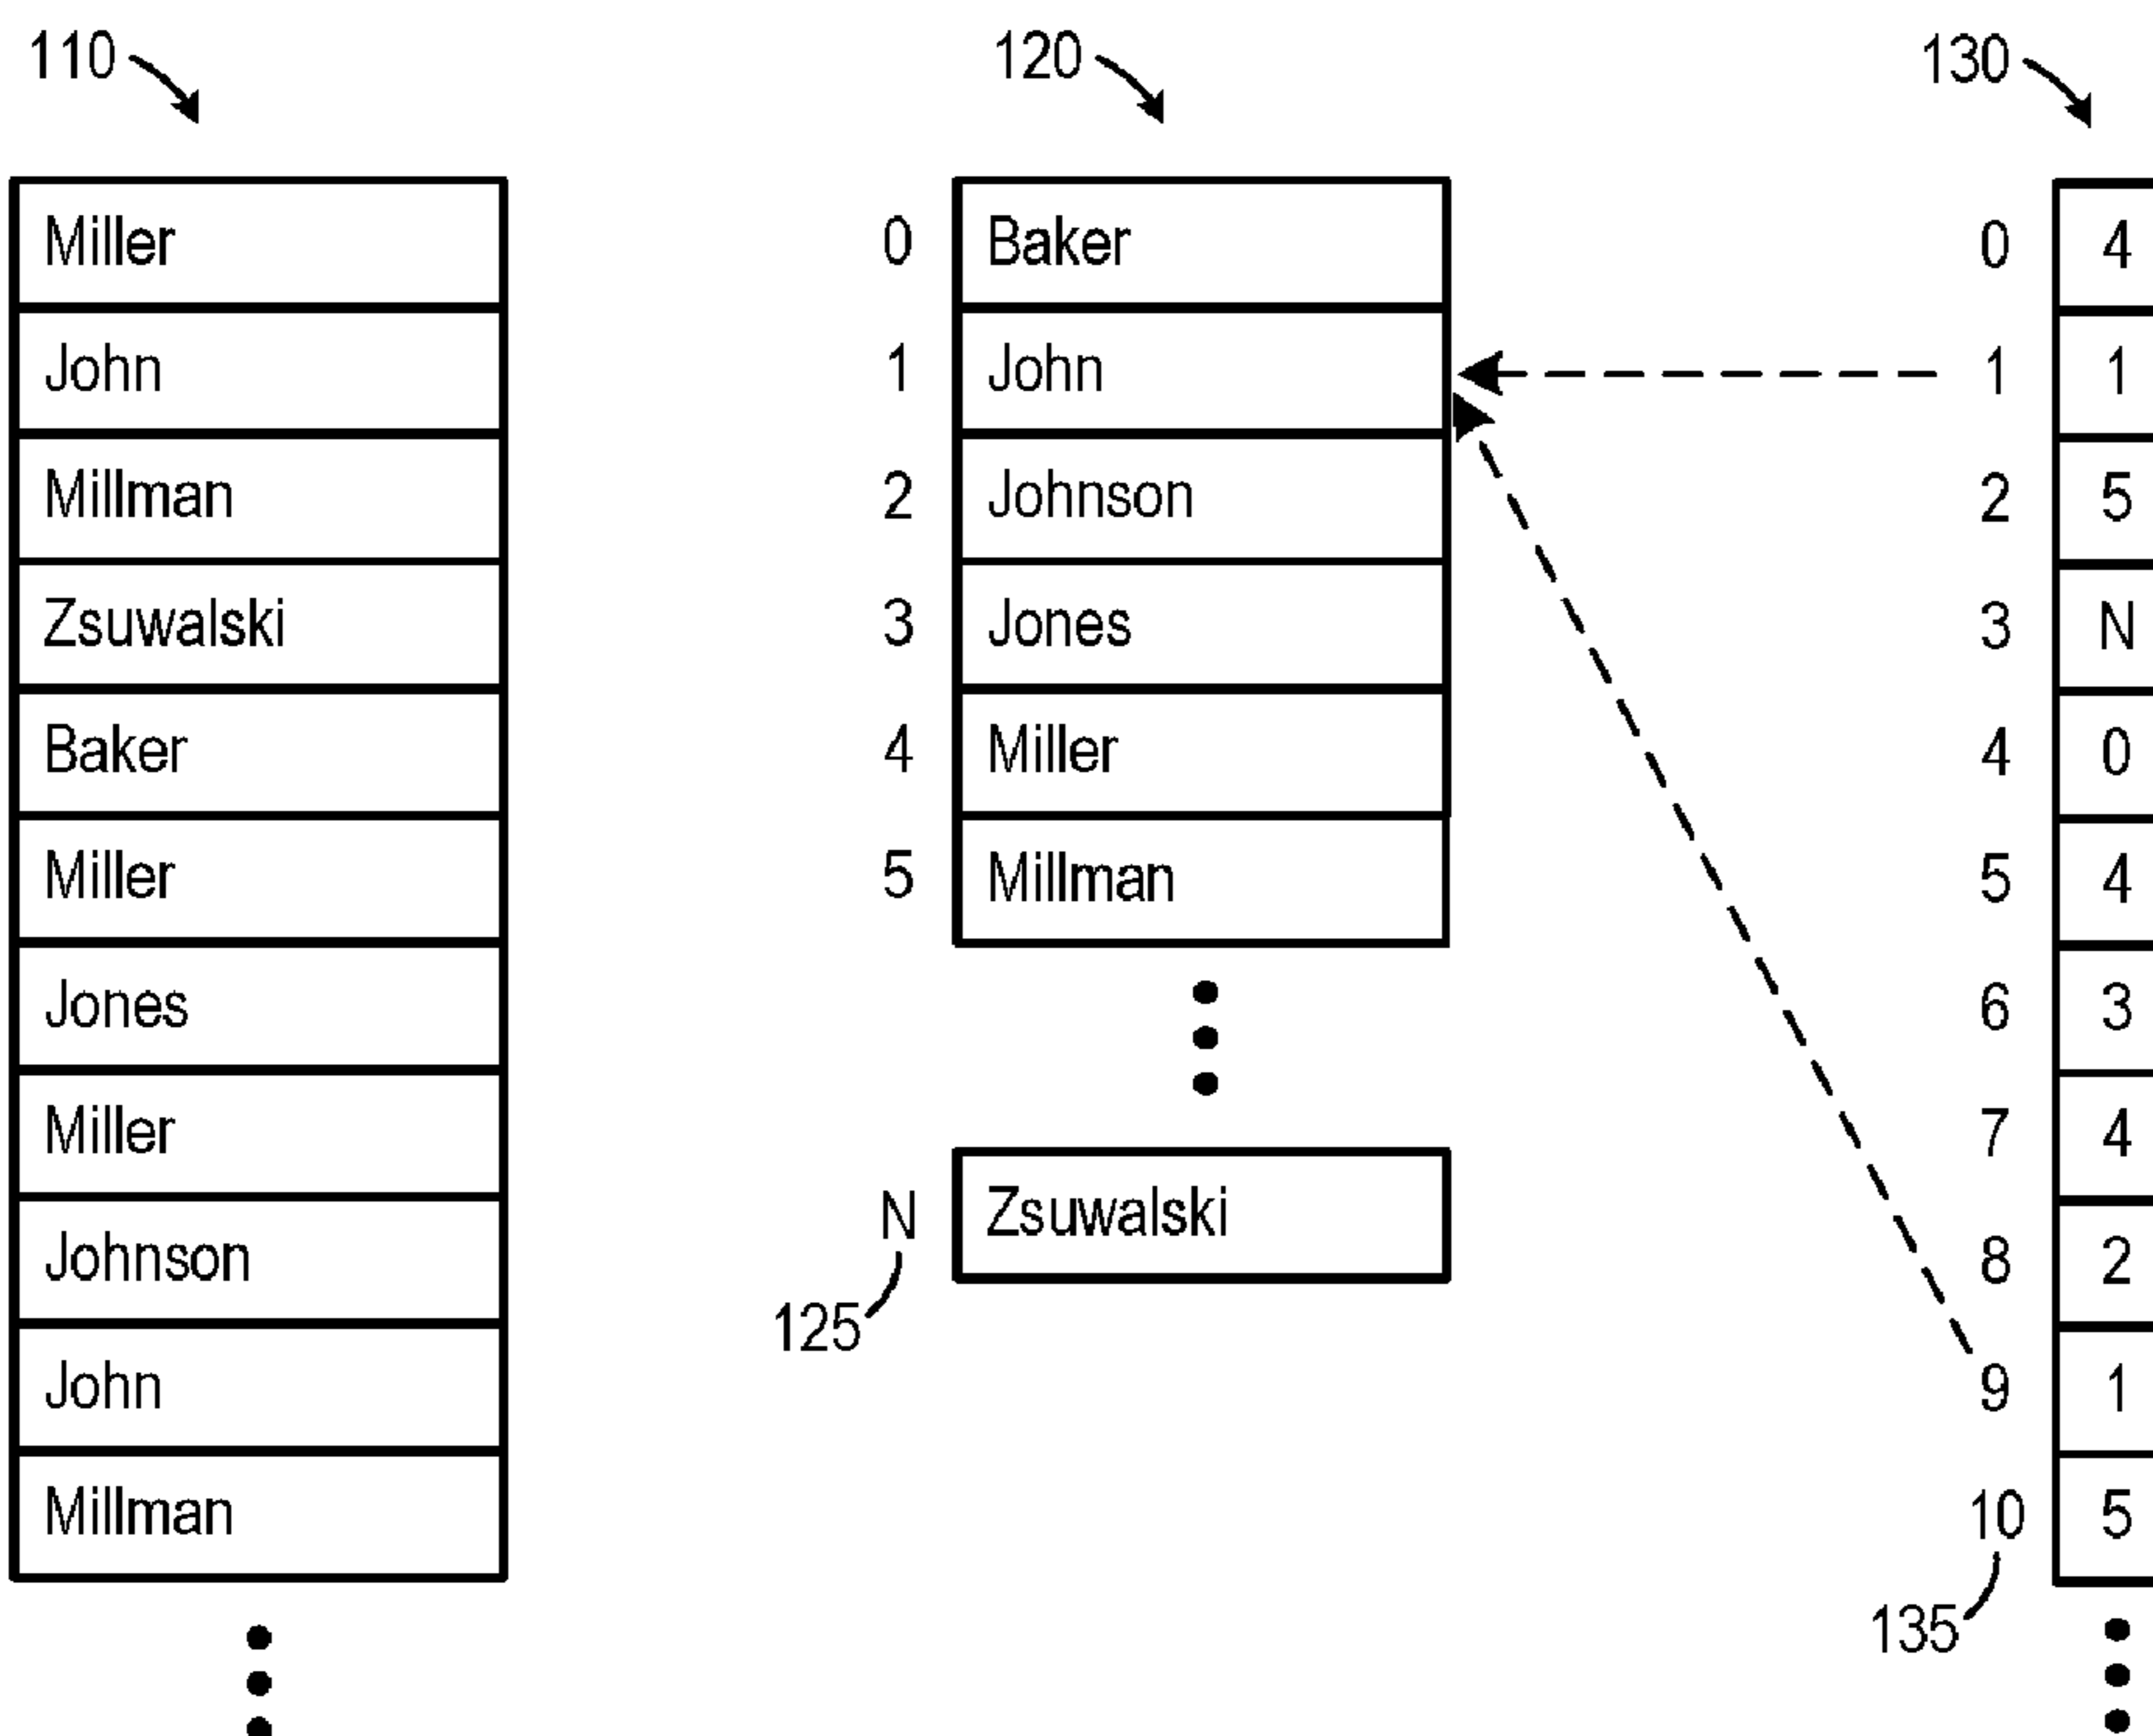 110 120 130
Miller 0 Baker 0 4
John 1 John 1 1
Millman 2 Johnson 2 5
Zsuwalski 3 Jones 3 N
Baker 4 Miller 4 0
Miller 5 Millman 5 4
Jones 6 3
Miller N Zsuwalski 7 4
Johnson 125 8 2
John 9 1
Millman 10 5
135